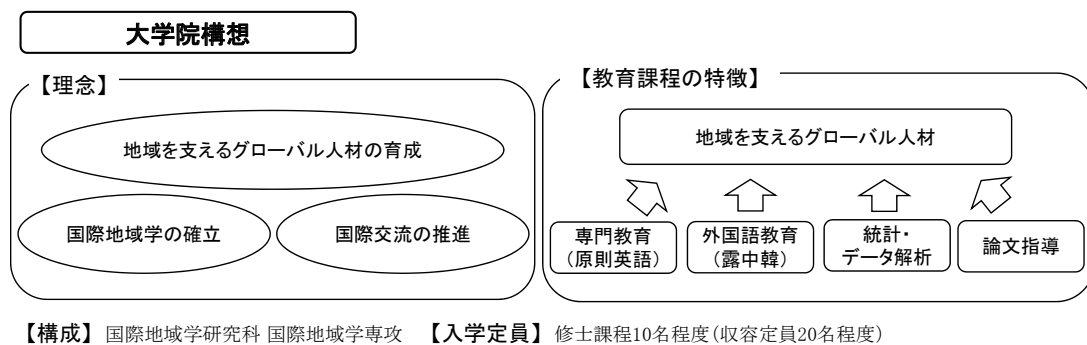 大学院構想
【理念】
地域を支えるグローバル人材の育成
国際地域学の確立
国際交流の推進
【教育課程の特徴】
地域を支えるグローバル人材
専門教育
(原則英語)
外国語教育
(露中韓)
統計・
データ解析
論文指導
【構成】 国際地域学研究科 国際地域学専攻 【入学定員】 修士課程10名程度(収容定員20名程度)